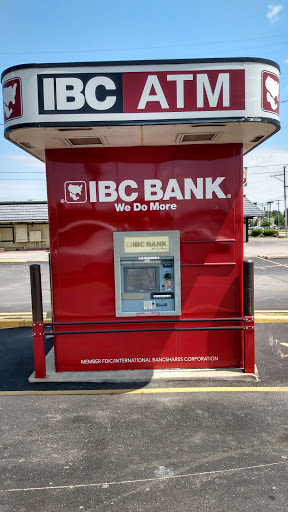 IBC ATM
® IBC BANK®
We Do More
IBC BANK
MEMBER FDIC/INTERNATIONAL BANCSHARES CORPORATION